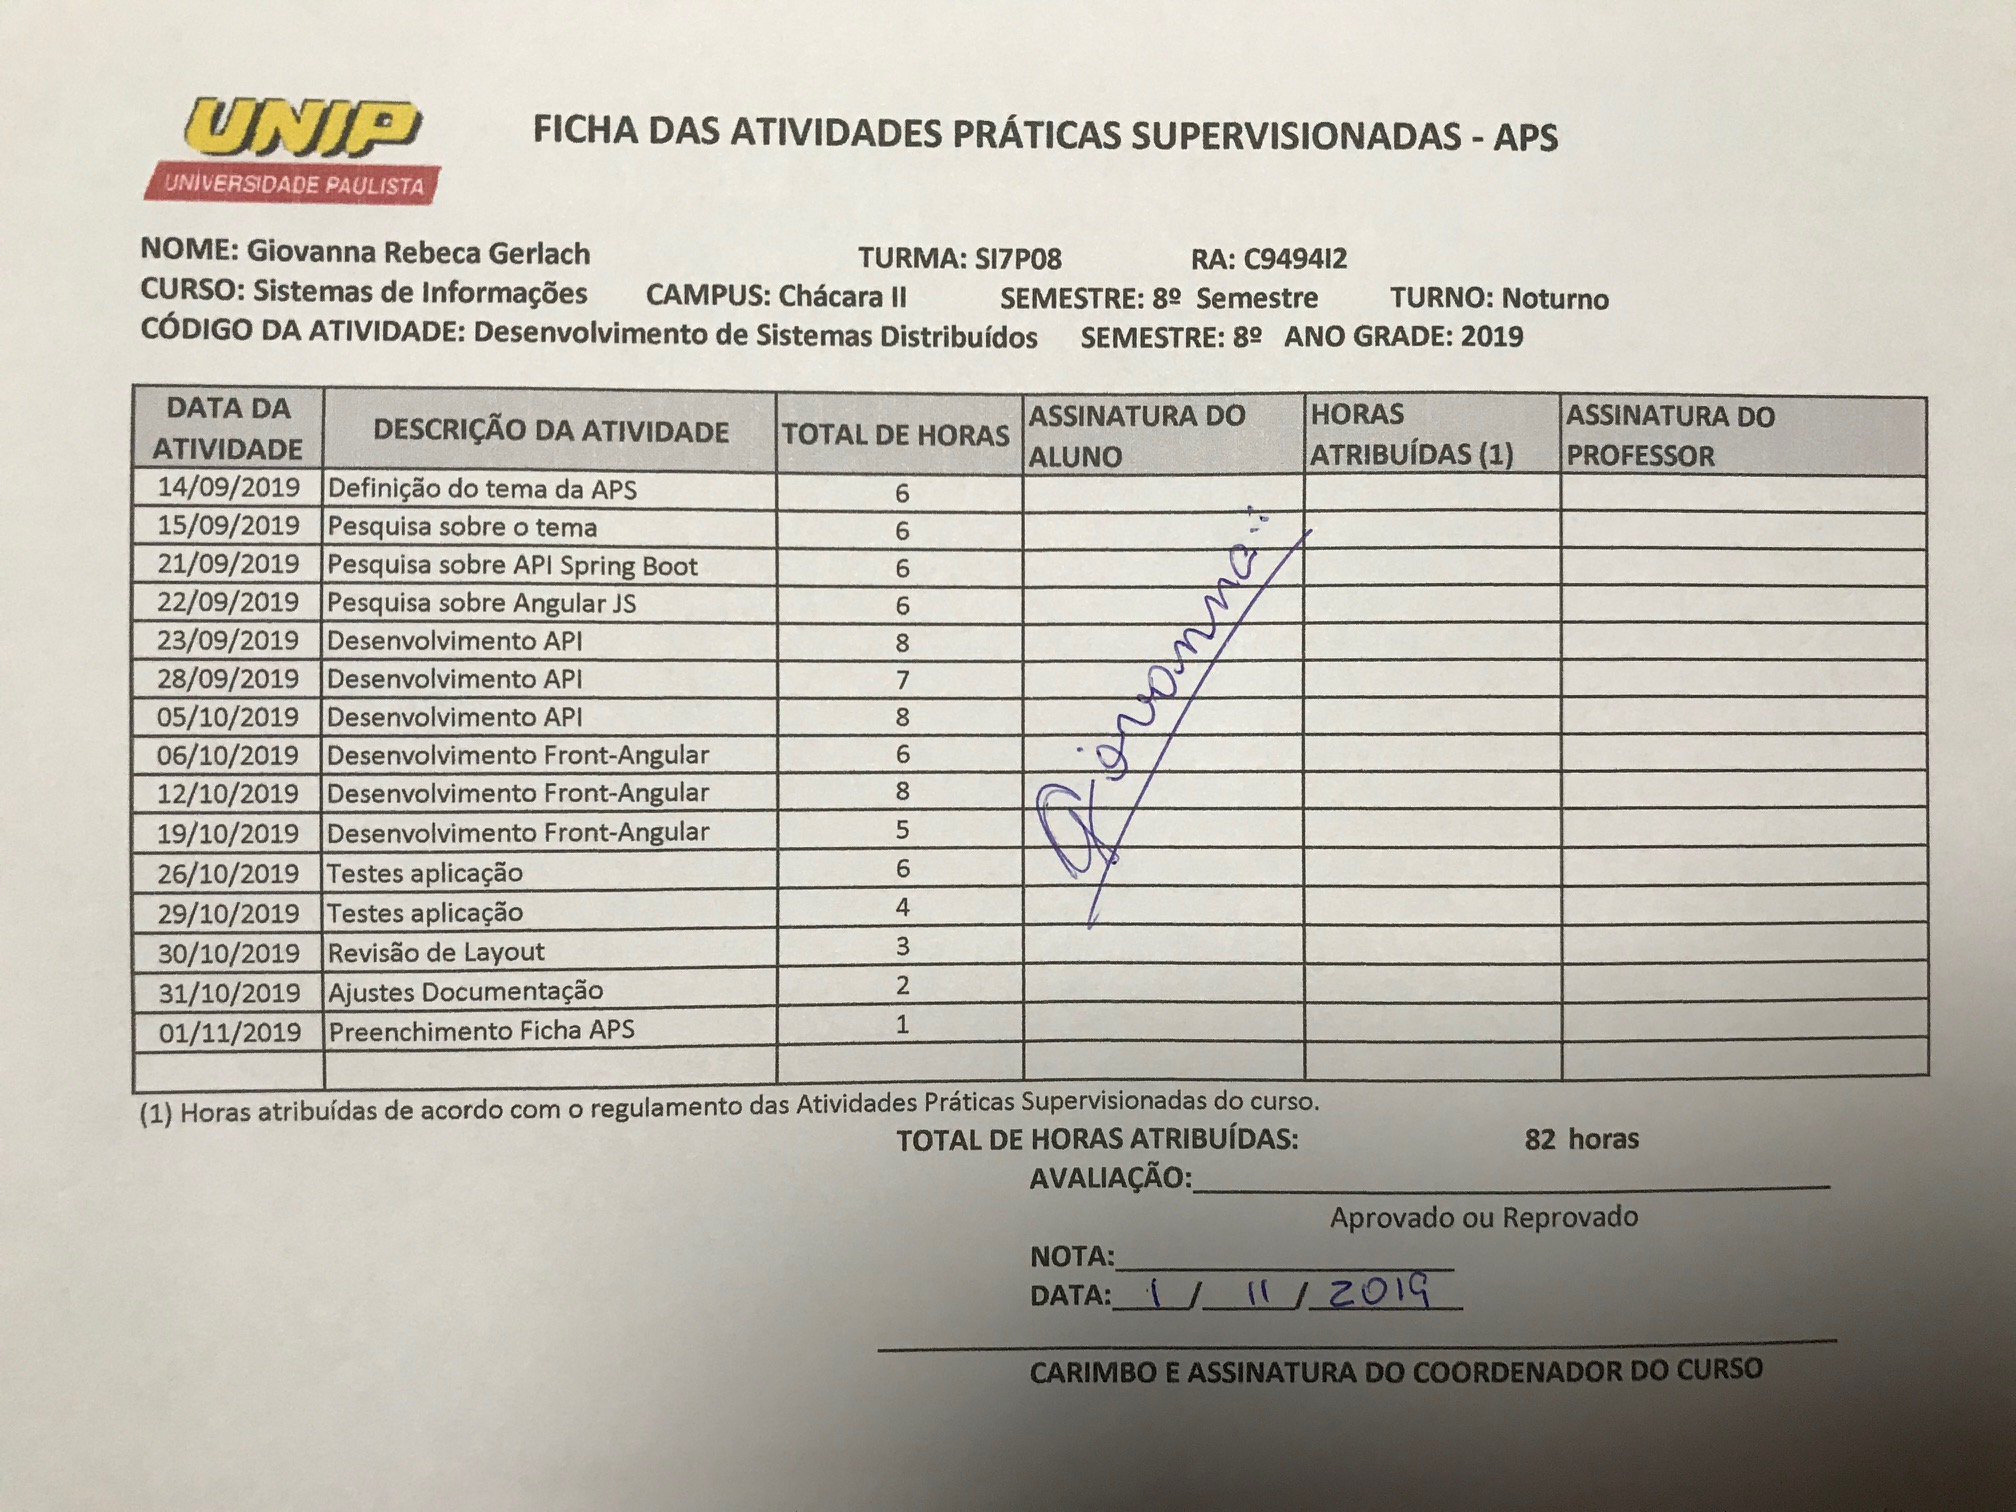 UNIP
UNIVERSIDADE PAULISTA
FICHA DAS ATIVIDADES PRÁTICAS SUPERVISIONADAS - APS
NOME: Giovanna Rebeca Gerlach TURMA: SI7P08 RA: C9494I2
CURSO: Sistemas de Informações CAMPUS: Chácara II SEMESTRE: 8º Semestre TURNO: Noturno
CÓDIGO DA ATIVIDADE: Desenvolvimento de Sistemas Distribuídos SEMESTRE: 8º ANO GRADE: 2019
DATA DA ATIVIDADE DESCRIÇÃO DA ATIVIDADE TOTAL DE HORAS ASSINATURA DO ALUNO HORAS ATRIBUÍDAS (1) ASSINATURA DO PROFESSOR
14/09/2019 Definição do tema da APS 6
15/09/2019 Pesquisa sobre o tema 6
21/09/2019 Pesquisa sobre API Spring Boot 6
22/09/2019 Pesquisa sobre Angular JS 6
23/09/2019 Desenvolvimento API 8
28/09/2019 Desenvolvimento API 7
05/10/2019 Desenvolvimento API 8
06/10/2019 Desenvolvimento Front-Angular 6
12/10/2019 Desenvolvimento Front-Angular 8
19/10/2019 Desenvolvimento Front-Angular 5
26/10/2019 Testes aplicação 6
29/10/2019 Testes aplicação 4
30/10/2019 Revisão de Layout 3
31/10/2019 Ajustes Documentação 2
01/11/2019 Preenchimento Ficha APS 1
Giovanna
(1) Horas atribuídas de acordo com o regulamento das Atividades Práticas Supervisionadas do curso.
TOTAL DE HORAS ATRIBUÍDAS: 82 horas
AVALIAÇÃO:
Aprovado ou Reprovado
NOTA:
DATA: 1 / 11 / 2019
CARIMBO E ASSINATURA DO COORDENADOR DO CURSO